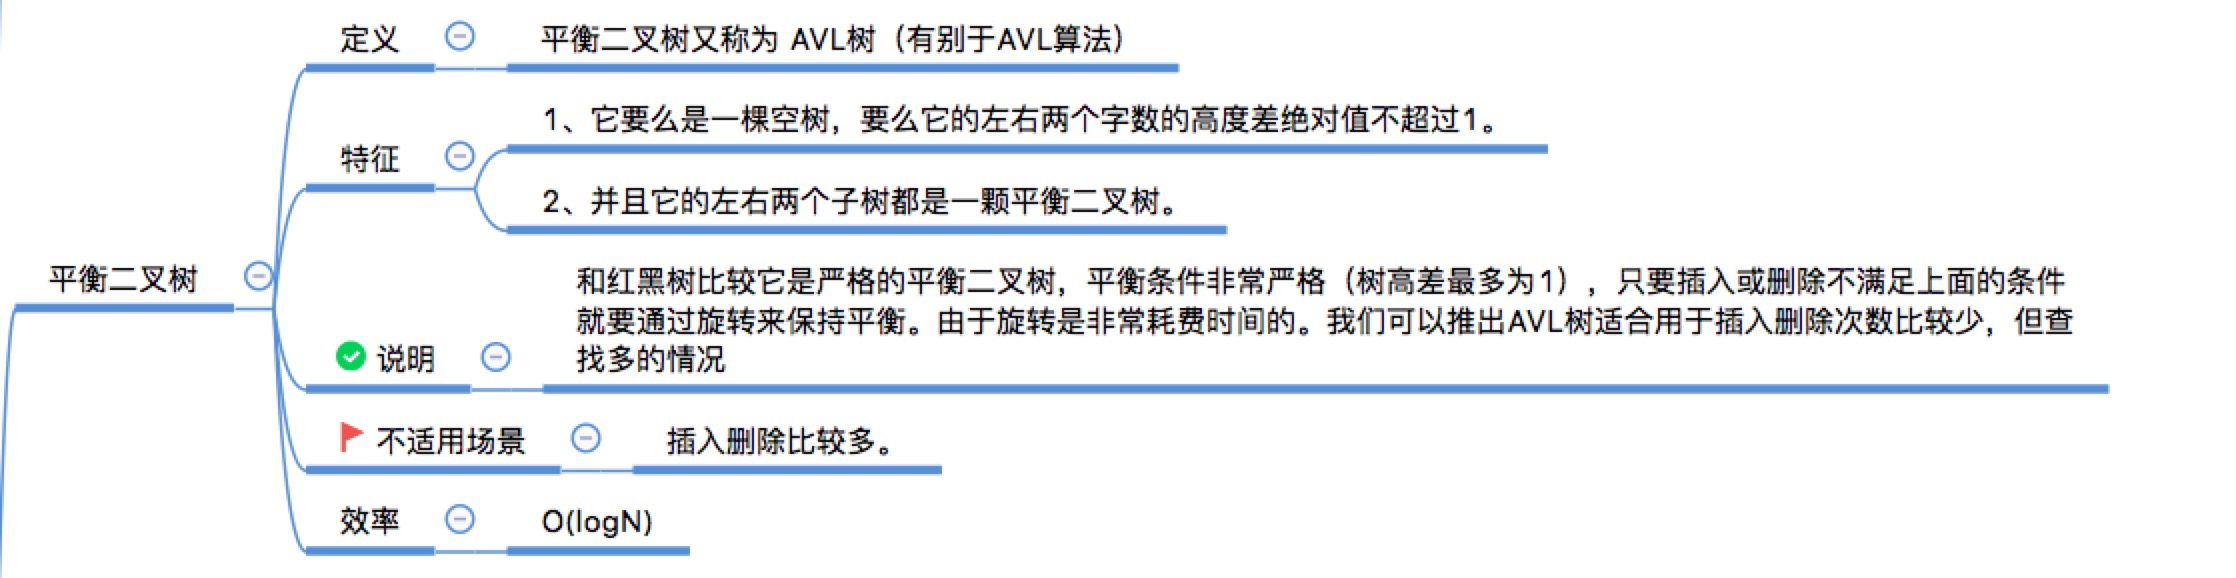 定义
平衡二叉树又称为 AVL树（有别于AVL算法）
特征
1、它要么是一棵空树，要么它的左右两个字数的高度差绝对值不超过1。
2、并且它的左右两个子树都是一颗平衡二叉树。
平衡二叉树
说明
和红黑树比较它是严格的平衡二叉树，平衡条件非常严格（树高差最多为1），只要插入或删除不满足上面的条件
就要通过旋转来保持平衡。由于旋转是非常耗费时间的。我们可以推出AVL树适合用于插入删除次数比较少，但查
找多的情况
不适用场景
插入删除比较多。
效率
O(logN)